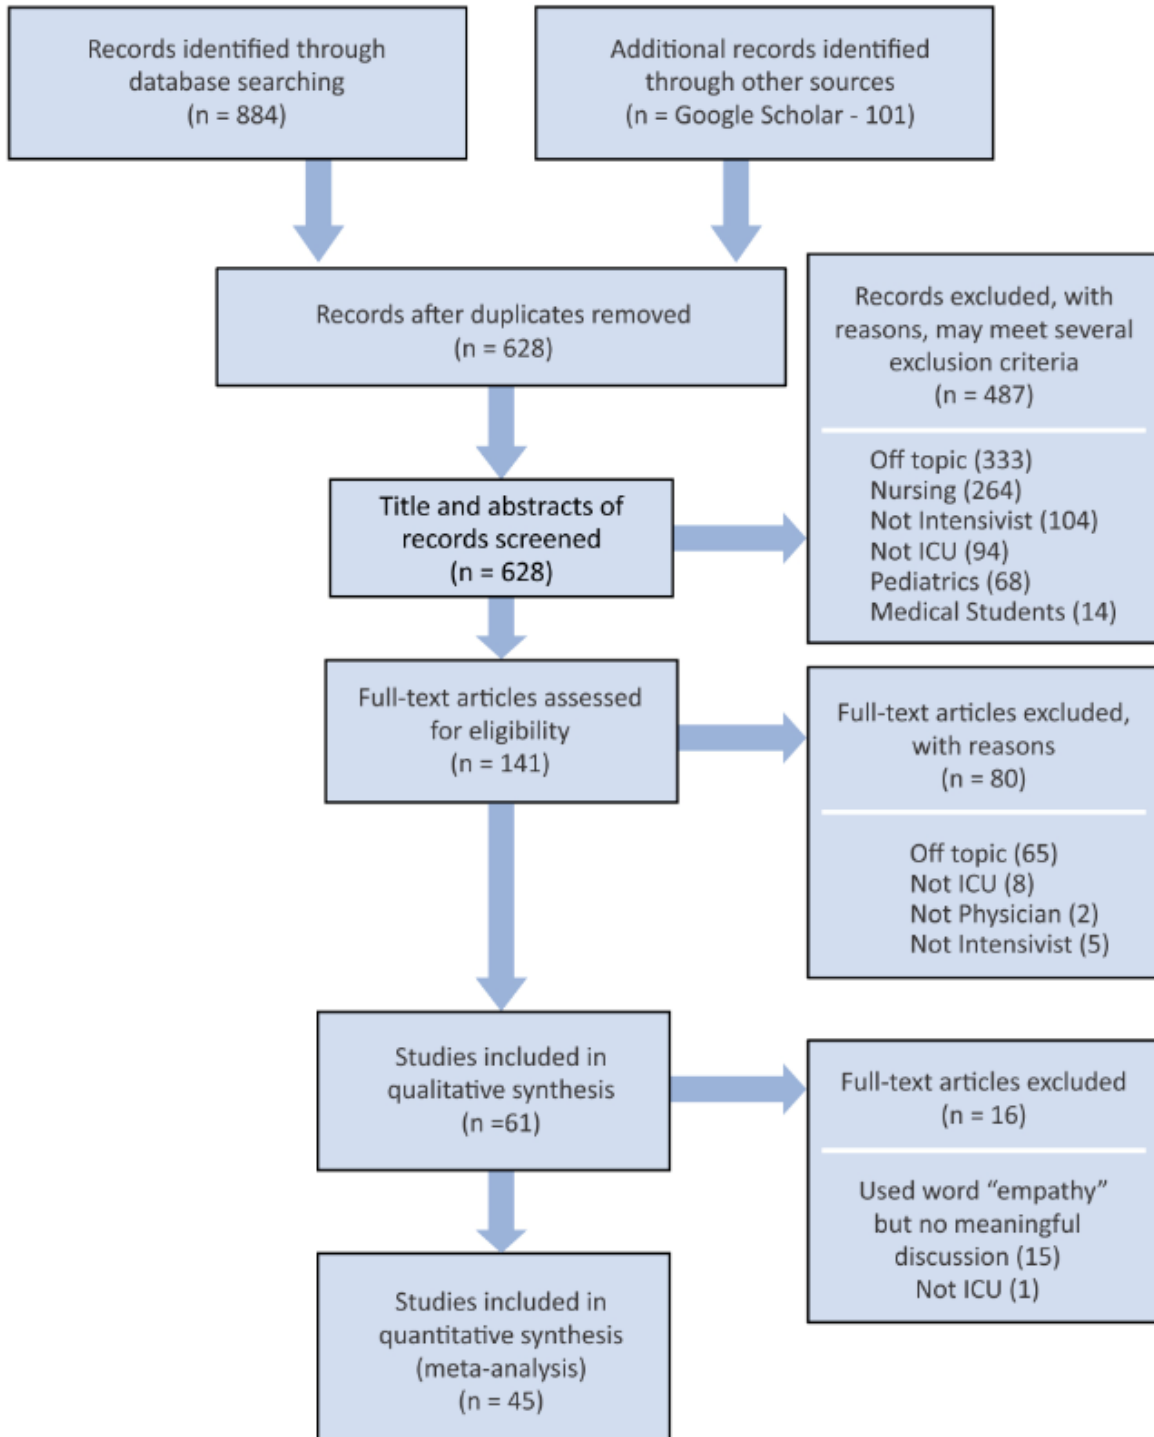 Records identified through
database searching
(n = 884)
Additional records identified
through other sources
(n = Google Scholar - 101)
Records after duplicates removed
(n = 628)
Records excluded, with
reasons, may meet several
exclusion criteria
(n = 487)
Off topic (333)
Nursing (264)
Not Intensivist (104)
Not ICU (94)
Pediatrics (68)
Medical Students (14)
Title and abstracts of
records screened
(n = 628)
Full-text articles assessed
for eligibility
(n = 141)
Full-text articles excluded,
with reasons
(n = 80)
Off topic (65)
Not ICU (8)
Not Physician (2)
Not Intensivist (5)
Studies included in
qualitative synthesis
(n =61)
Full-text articles excluded
(n = 16)
Used word “empathy”
but no meaningful
discussion (15)
Not ICU (1)
Studies included in
quantitative synthesis
(meta-analysis)
(n = 45)